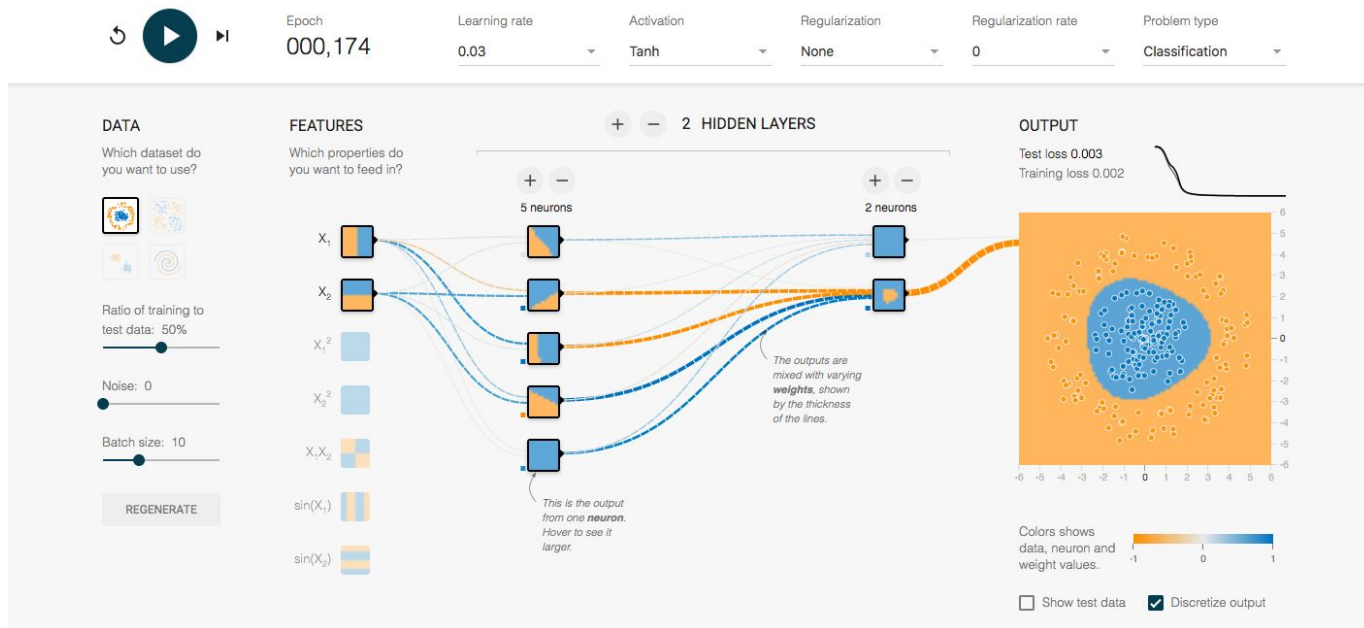 Epoch
000,174
Learning rate
0.03
Activation
Tanh
Regularization
None
Regularization rate
0
Problem type
Classification
DATA
Which dataset do
you want to use?
Ratio of training to
test data: 50%
Noise: 0
Batch size: 10
REGENERATE
FEATURES
Which properties do
you want to feed in?
X₁
X₂
X₁²
X₂²
X₁X₂
sin(X₁)
sin(X₂)
+ − 2 HIDDEN LAYERS
+ −
5 neurons
+ −
2 neurons
The outputs are
mixed with varying
weights, shown
by the thickness
of the lines.
This is the output
from one neuron.
Hover to see it
larger.
OUTPUT
Test loss 0.003
Training loss 0.002
6
5
4
3
2
1
0
-1
-2
-3
-4
-5
-6
-6 -5 -4 -3 -2 -1 0 1 2 3 4 5 6
Colors shows
data, neuron and
weight values.
-1 0 1
Show test data
Discretize output